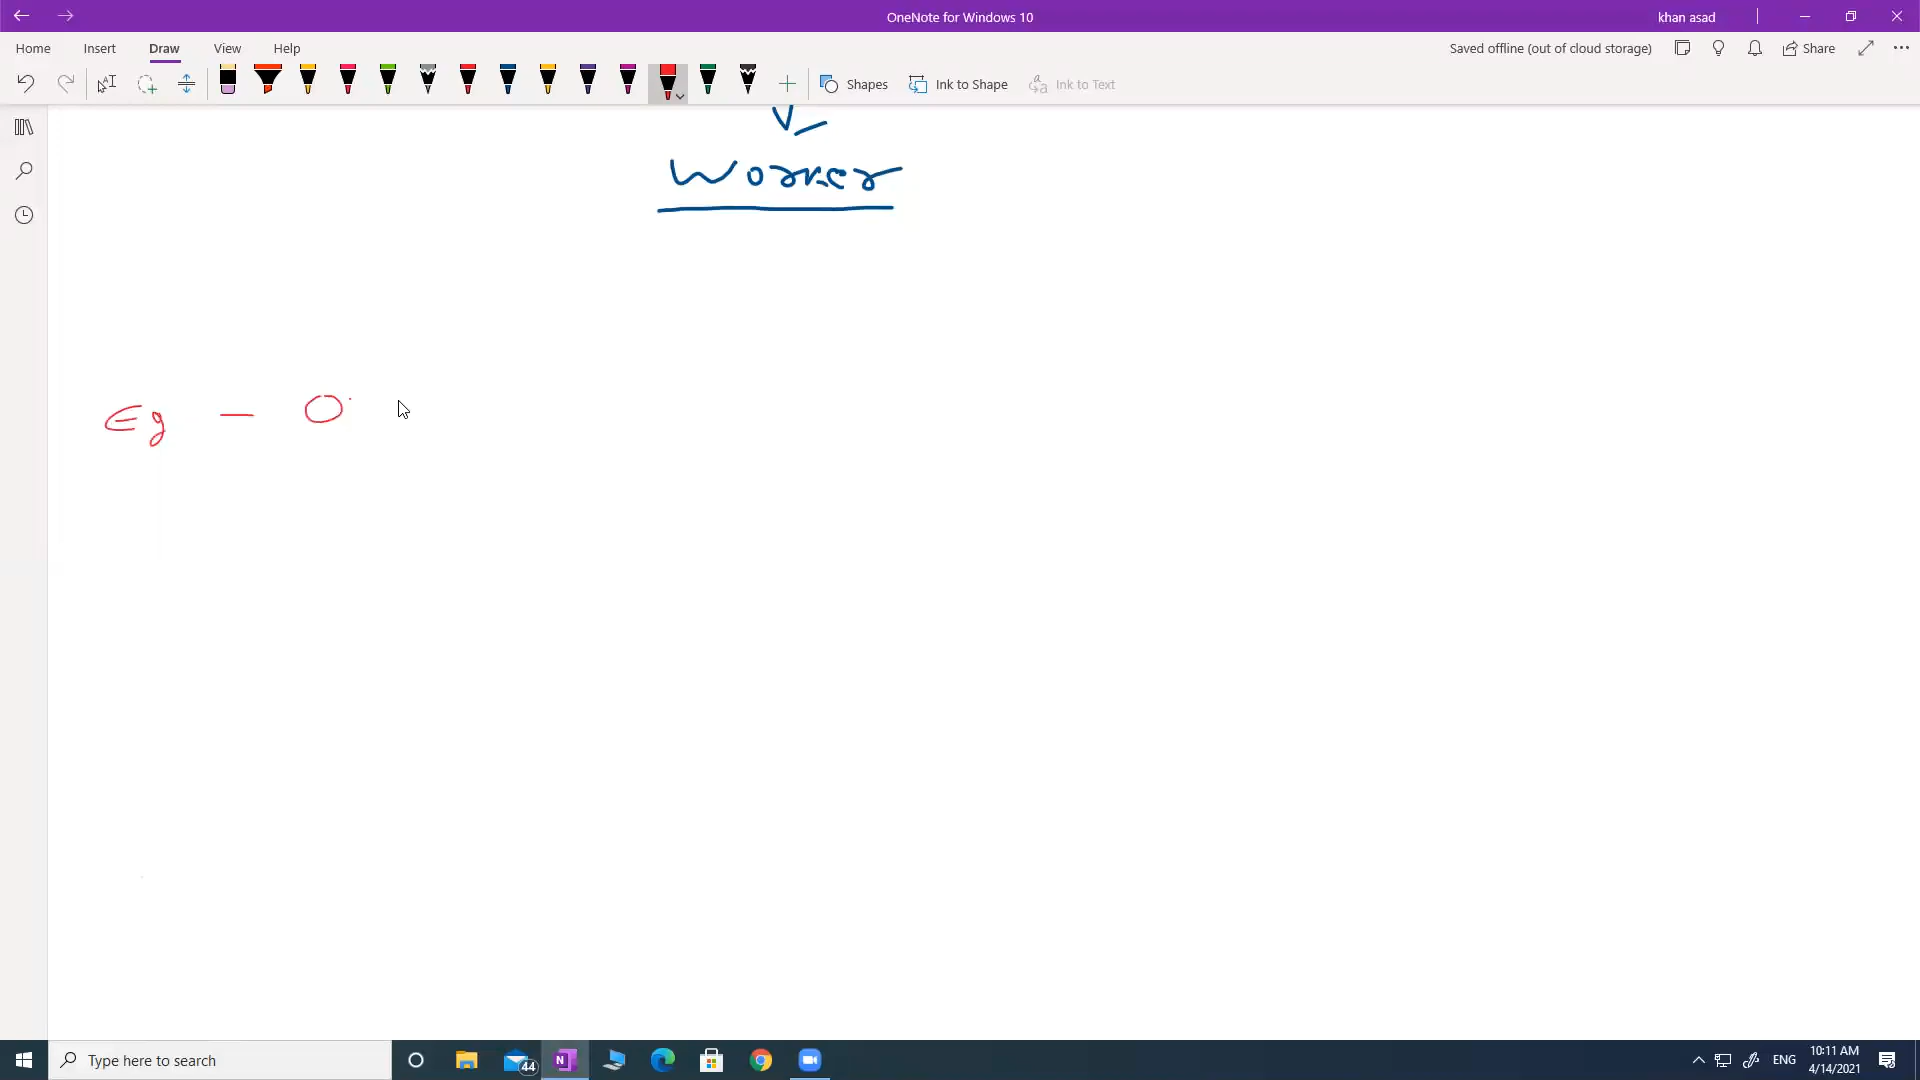 OneNote for Windows 10
khan asad
Home Insert Draw View Help
Saved offline (out of cloud storage)
Share
Shapes
Ink to Shape
Ink to Text
Worker
Eg - O
Type here to search
44
ENG
10:11 AM
4/14/2021